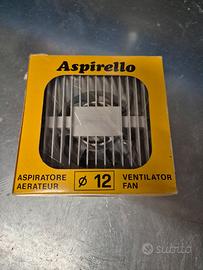 Aspirello
ASPIRATORE
AERATEUR
Ø 12
VENTILATOR
FAN
subito